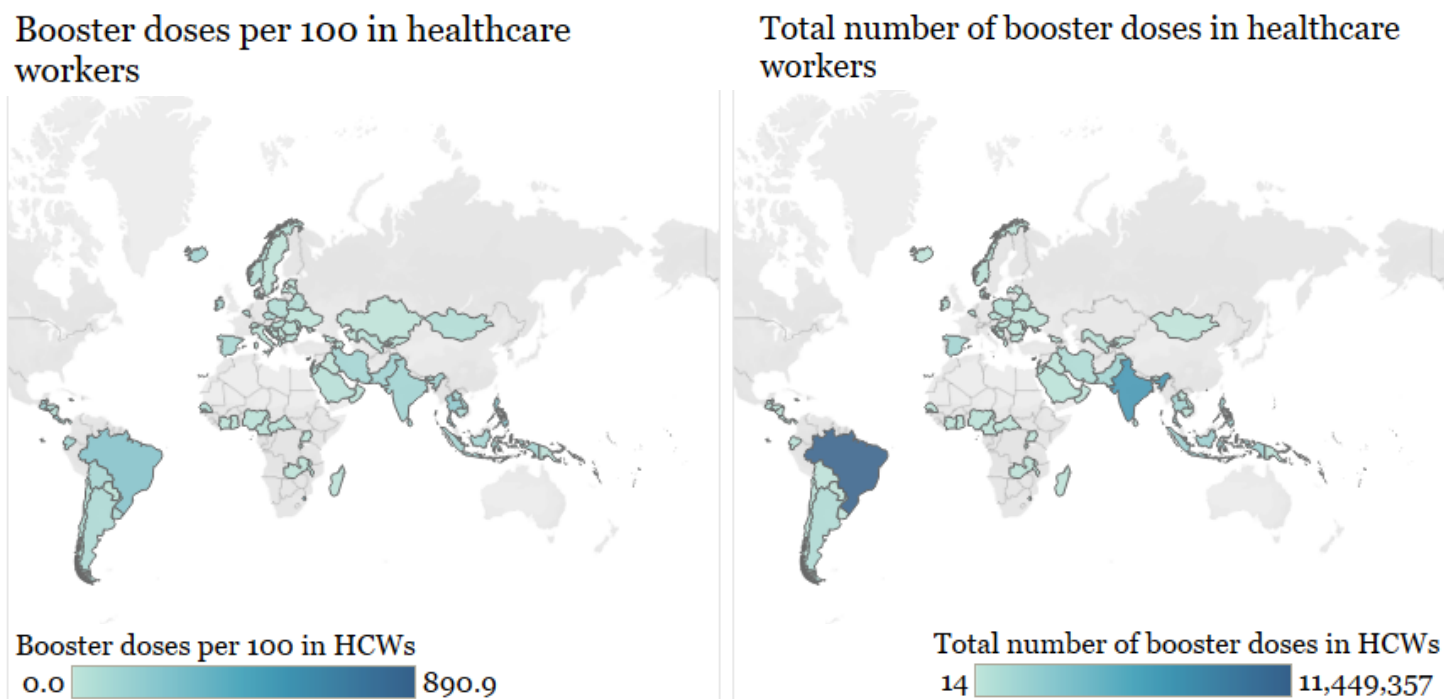 Booster doses per 100 in healthcare
workers
Total number of booster doses in healthcare
workers
Booster doses per 100 in HCWs
0.0 890.9
Total number of booster doses in HCWs
14 11,449,357